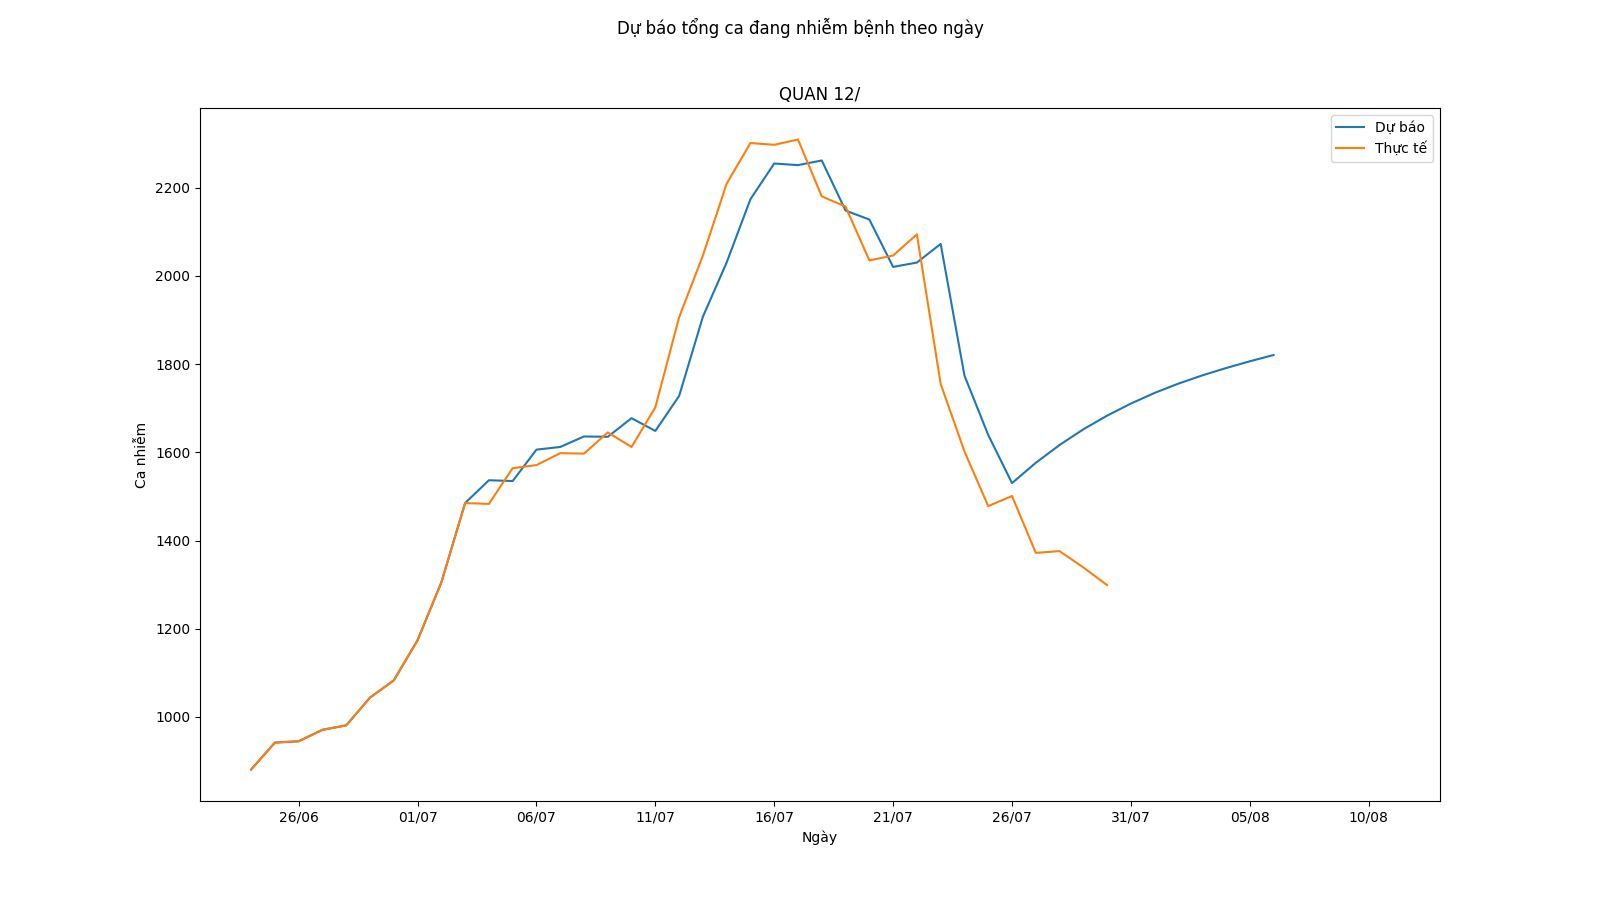 Dự báo tổng ca đang nhiễm bệnh theo ngày
QUAN 12/
Dự báo
Thực tế
Ca nhiễm
2200
2000
1800
1600
1400
1200
1000
26/06 01/07 06/07 11/07 16/07 21/07 26/07 31/07 05/08 10/08
Ngày